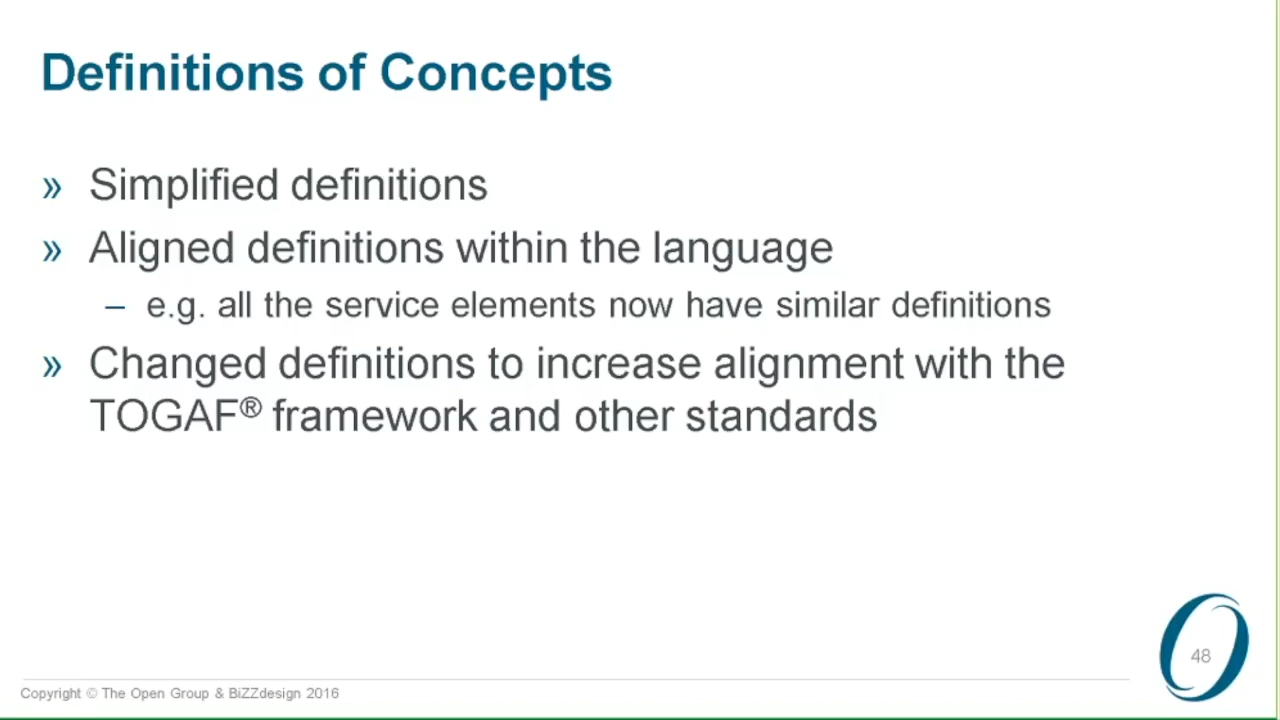 Definitions of Concepts
» Simplified definitions
» Aligned definitions within the language
– e.g. all the service elements now have similar definitions
» Changed definitions to increase alignment with the
TOGAF® framework and other standards
48
Copyright © The Open Group & BiZZdesign 2016